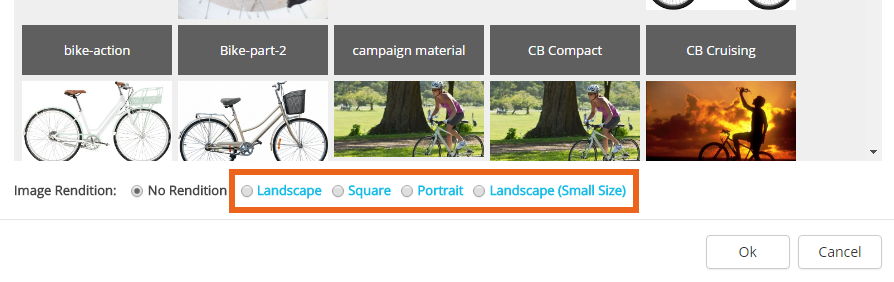 bike-action
Bike-part-2
campaign material
CB Compact
CB Cruising
Image Rendition: No Rendition Landscape Square Portrait Landscape (Small Size)
Ok
Cancel